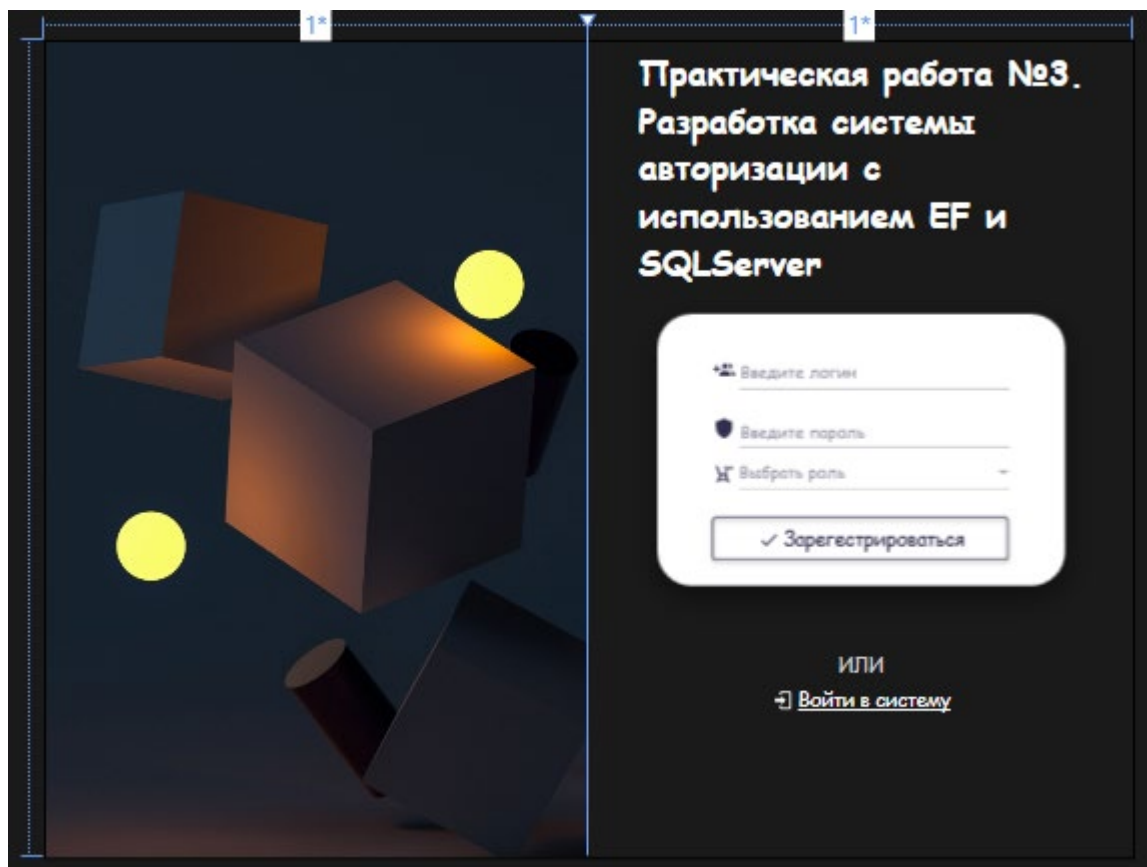 1*
1*
Практическая работа №3.
Разработка системы
авторизации с
использованием EF и
SQLServer
Введите логин
Введите пароль
Выбрать роль
Зарегестрироваться
ИЛИ
Войти в систему